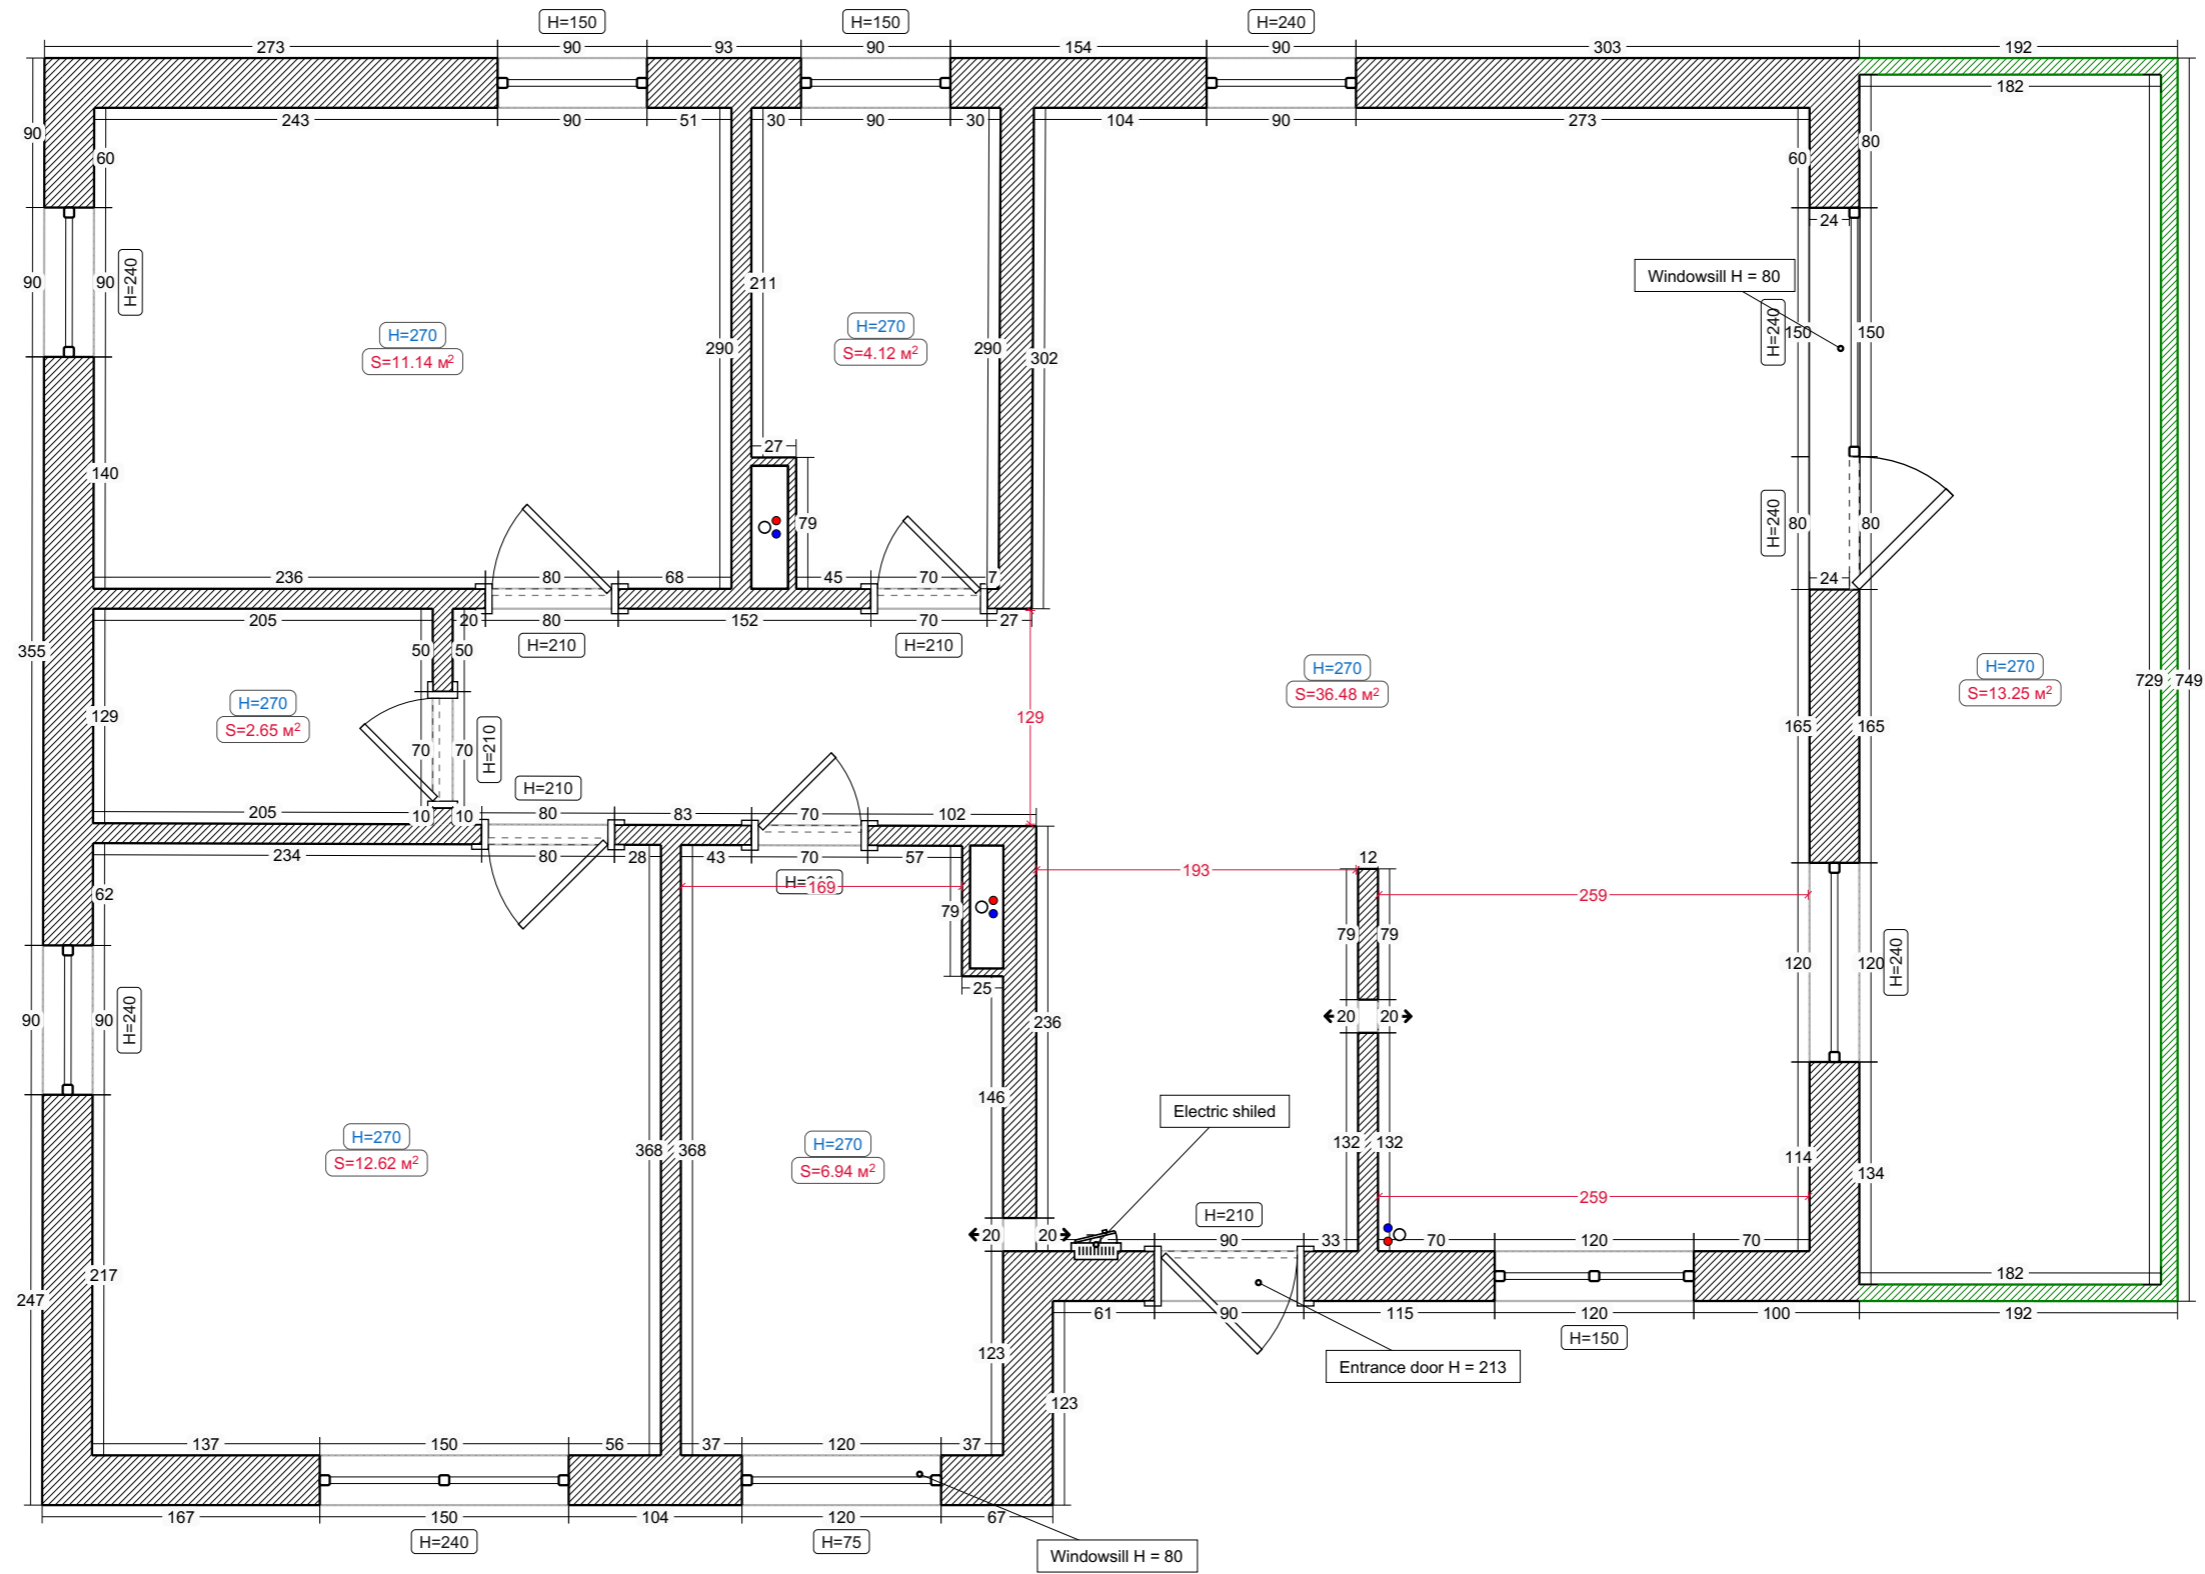 H=150
H=150
H=240
273 90 93 90 154 90 303 192
182
243 90 51 30 90 30 104 90 273
90
60
60
80
24
Windowsill H = 80
90
90
H=240
211
290
290
302
H=240
150
150
H=270
S=11.14 м²
H=270
S=4.12 м²
27
140
79
H=240
80
80
24
236 80 68 45 70 7
205 20 80 152 70 27
H=210
H=210
355
50
50
H=270
S=2.65 м²
129
70
70
H=210
129
H=270
S=36.48 м²
165
165
H=270
S=13.25 м²
729
749
H=210
205 10 10 80 83 70 102
234 80 28 43 70 57
169
193
12
259
62
79
25
79
79
236
120
120
H=240
90
90
H=240
20
20
146
Electric shiled
H=270
S=12.62 м²
368
368
H=270
S=6.94 м²
132
132
114
134
259
H=210
20
20
90 33 70 120 70
182
217
247
61 90 115 120 100 192
H=150
123
123
Entrance door H = 213
137 150 56 37 120 37
167 150 104 120 67
H=240
H=75
Windowsill H = 80